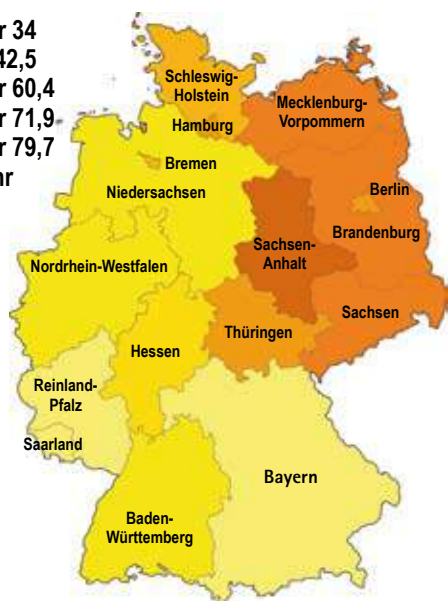 r 34
42,5
r 60,4
r 71,9
r 79,7
hr
Schleswig-
Holstein
Mecklenburg-
Vorpommern
Hamburg
Bremen
Niedersachsen
Berlin
Brandenburg
Sachsen-
Anhalt
Nordrhein-Westfalen
Sachsen
Thüringen
Hessen
Reinland-
Pfalz
Saarland
Bayern
Baden-
Württemberg